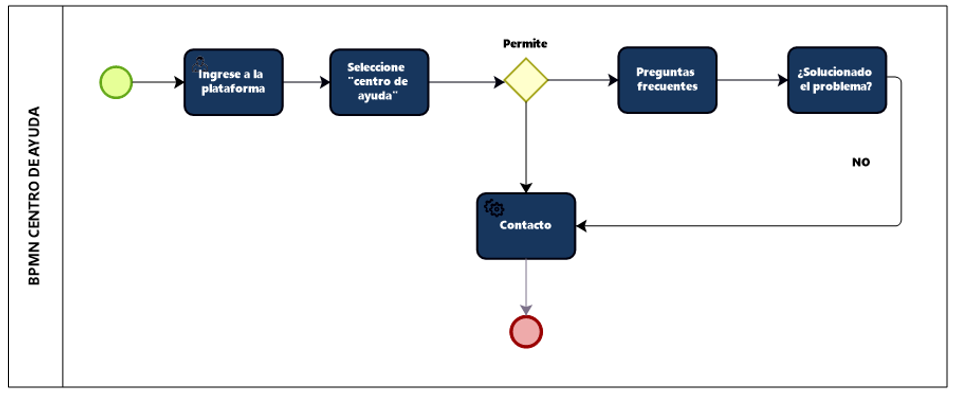 BPMN CENTRO DE AYUDA
Ingrese a la
plataforma
Seleccione
¨centro de
ayuda¨
Permite
Preguntas
frecuentes
¿Solucionado
el problema?
NO
Contacto